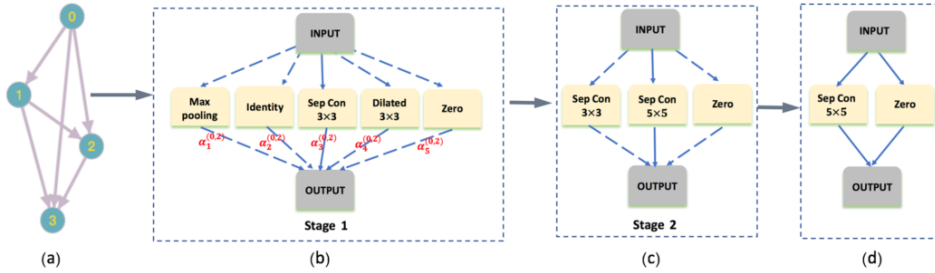 0
1
2
3
(a)
INPUT
Max
pooling
Identity
Sep Con
3×3
Dilated
3×3
Zero
α₁^(0,2)
α₂^(0,2)
α₃^(0,2)
α₄^(0,2)
α₅^(0,2)
OUTPUT
Stage 1
(b)
INPUT
Sep Con
3×3
Sep Con
5×5
Zero
OUTPUT
Stage 2
(c)
INPUT
Sep Con
5×5
Zero
OUTPUT
(d)